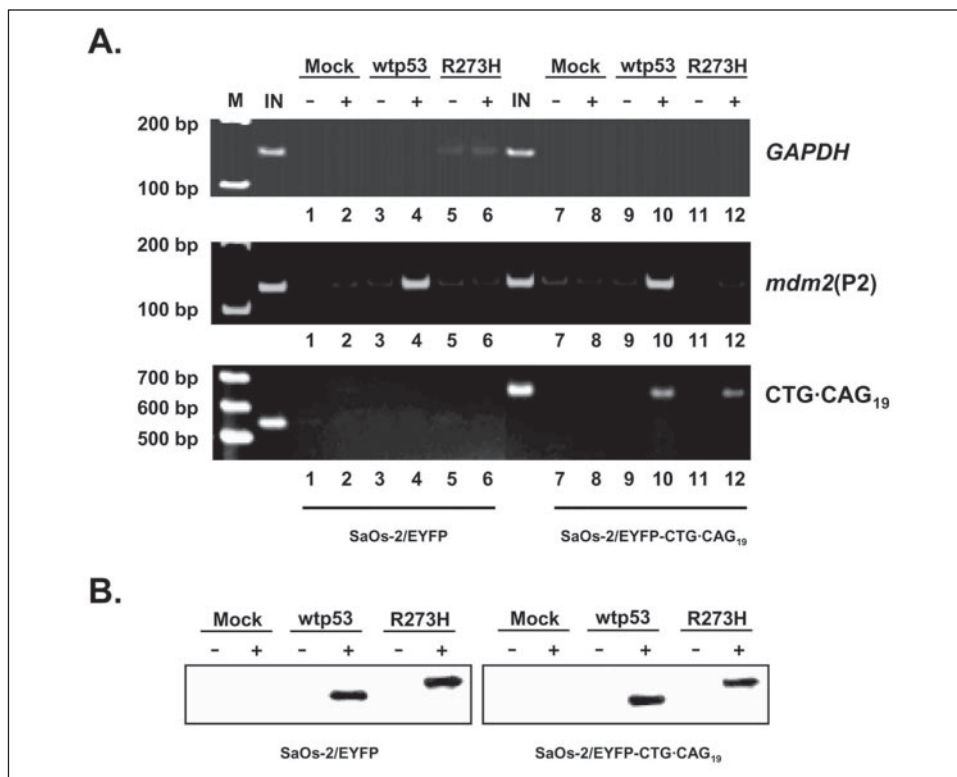 A.
Mock wtp53 R273H Mock wtp53 R273H
M IN – + – + – + IN – + – + – +
200 bp
GAPDH
100 bp
1 2 3 4 5 6 7 8 9 10 11 12
200 bp
mdm2(P2)
100 bp
1 2 3 4 5 6 7 8 9 10 11 12
700 bp
600 bp
CTG·CAG₁₉
500 bp
1 2 3 4 5 6 7 8 9 10 11 12
SaOs-2/EYFP SaOs-2/EYFP-CTG·CAG₁₉
B.
Mock wtp53 R273H Mock wtp53 R273H
– + – + – + – + – + – +
SaOs-2/EYFP SaOs-2/EYFP-CTG·CAG₁₉